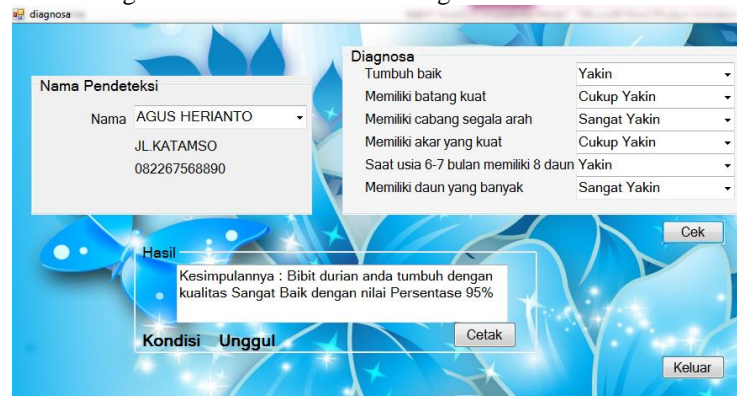 diagnosa
Nama Pendeteksi
Nama AGUS HERIANTO
JL.KATAMSO
082267568890
Diagnosa
Tumbuh baik Yakin
Memiliki batang kuat Cukup Yakin
Memiliki cabang segala arah Sangat Yakin
Memiliki akar yang kuat Cukup Yakin
Saat usia 6-7 bulan memiliki 8 daun Yakin
Memiliki daun yang banyak Sangat Yakin
Cek
Hasil
Kesimpulannya : Bibit durian anda tumbuh dengan
kualitas Sangat Baik dengan nilai Persentase 95%
Kondisi Unggul
Cetak
Keluar